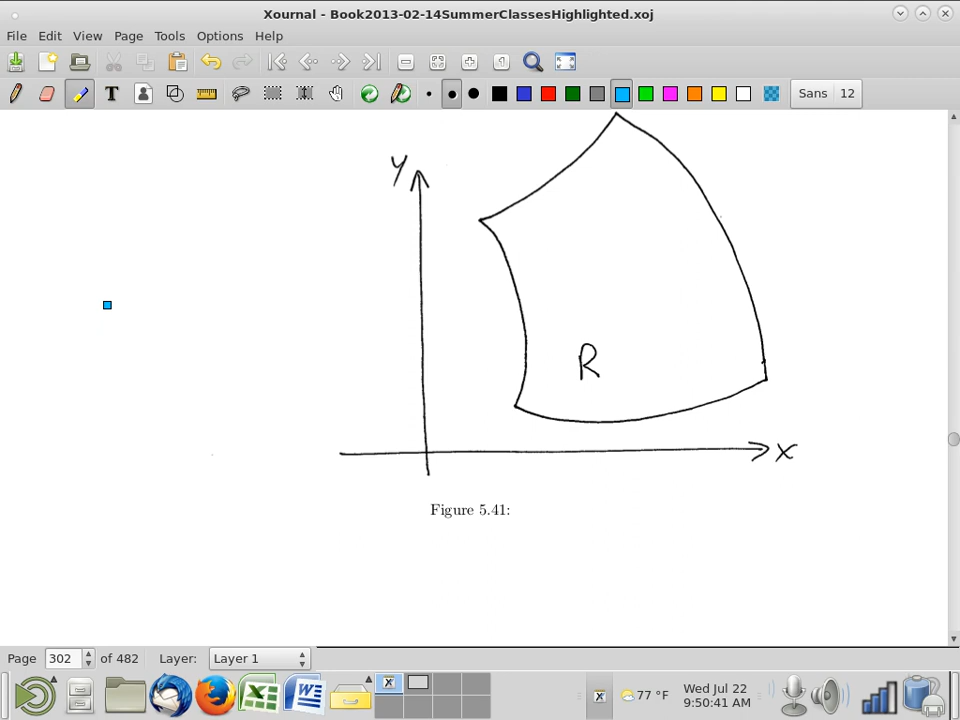 Xournal - Book2013-02-14SummerClassesHighlighted.xoj
File Edit View Page Tools Options Help
T Sans 12
y
R
x
Figure 5.41:
Page 302 of 482 Layer: Layer 1
77 °F Wed Jul 22
9:50:41 AM